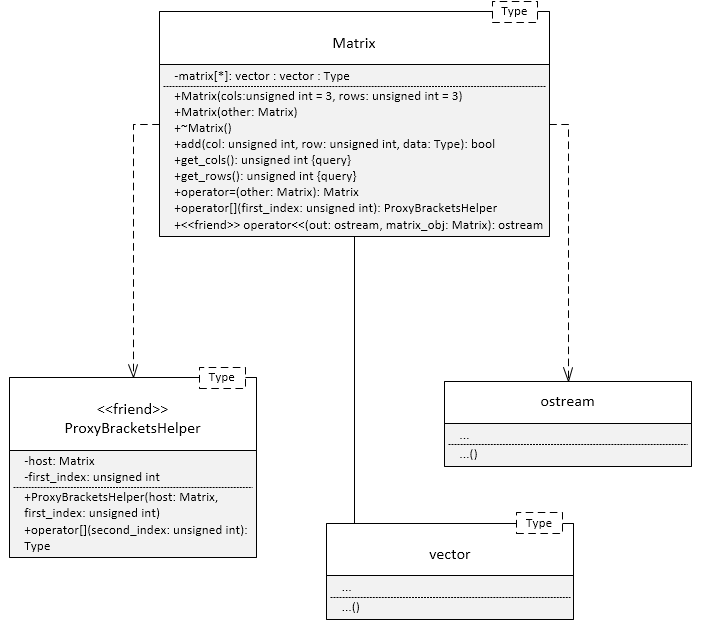 Type
Matrix
-matrix[*]: vector : vector : Type
+Matrix(cols:unsigned int = 3, rows: unsigned int = 3)
+Matrix(other: Matrix)
+~Matrix()
+add(col: unsigned int, row: unsigned int, data: Type): bool
+get_cols(): unsigned int {query}
+get_rows(): unsigned int {query}
+operator=(other: Matrix): Matrix
+operator[](first_index: unsigned int): ProxyBracketsHelper
+<<friend>> operator<<(out: ostream, matrix_obj: Matrix): ostream
Type
<<friend>>
ProxyBracketsHelper
-host: Matrix
-first_index: unsigned int
+ProxyBracketsHelper(host: Matrix,
first_index: unsigned int)
+operator[](second_index: unsigned int):
Type
ostream
...
...()
Type
vector
...
...()